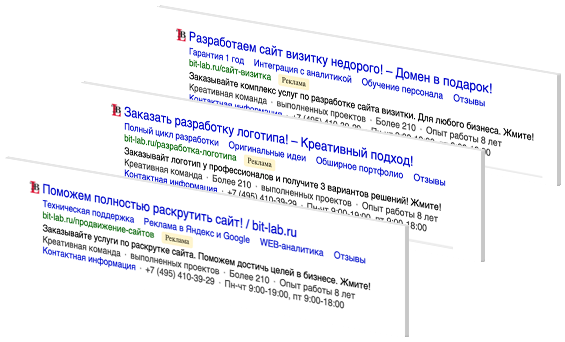 Разработаем сайт визитку недорого! – Домен в подарок!
Гарантия 1 год Интеграция с аналитикой Обучение персонала Отзывы
bit-lab.ru/сайт-визитка Реклама
Заказывайте комплекс услуг по разработке сайта визитки. Для любого бизнеса. Жмите!
Креативная команда · выполненных проектов · Более 210 · Опыт работы 8 лет
Контактная информация · +7 (495) 410-39-29 · Пн-чт 9:00-19:00
Заказать разработку логотипа! – Креативный подход!
Полный цикл разработки Оригинальные идеи Обширное портфолио Отзывы
bit-lab.ru/разработка-логотипа Реклама
Заказывайт логотип у профессионалов и получите 3 варианта решений! Жмите!
Креативная команда · Более 210 · выполненных проектов · Опыт работы 8 лет
Контактная информация · +7 (495) 410-39-29 · Пн-чт 9:00-19:00, пт 9:00-18:00
Поможем полностью раскрутить сайт! / bit-lab.ru
Техническая поддержка Реклама в Яндекс и Google WEB-аналитика Отзывы
bit-lab.ru/продвижение-сайтов Реклама
Заказывайте услуги по раскрутке сайта. Поможем достичь целей в бизнесе. Жмите!
Креативная команда · выполненных проектов · Более 210 · Опыт работы 8 лет
Контактная информация · +7 (495) 410-39-29 · Пн-чт 9:00-19:00, пт 9:00-18:00